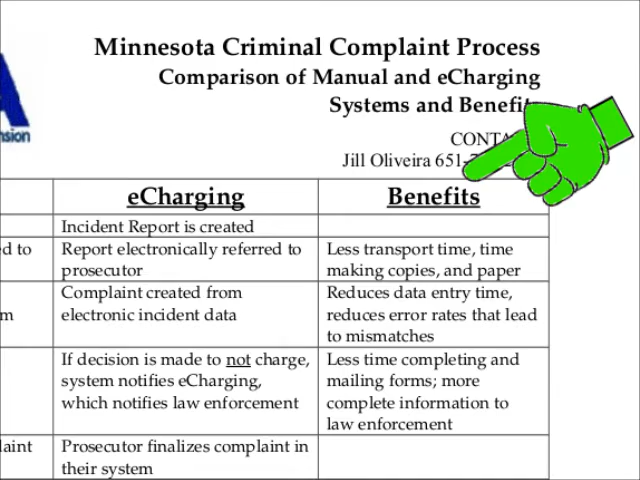 Minnesota Criminal Complaint Process
Comparison of Manual and eCharging
Systems and Benefits
Jill Oliveira 651-
eCharging
Benefits
Incident Report is created
ed to
Report electronically referred to
prosecutor
Less transport time, time
making copies, and paper
m
Complaint created from
electronic incident data
Reduces data entry time,
reduces error rates that lead
to mismatches
If decision is made to not charge,
system notifies eCharging,
which notifies law enforcement
Less time completing and
mailing forms; more
complete information to
law enforcement
laint
Prosecutor finalizes complaint in
their system